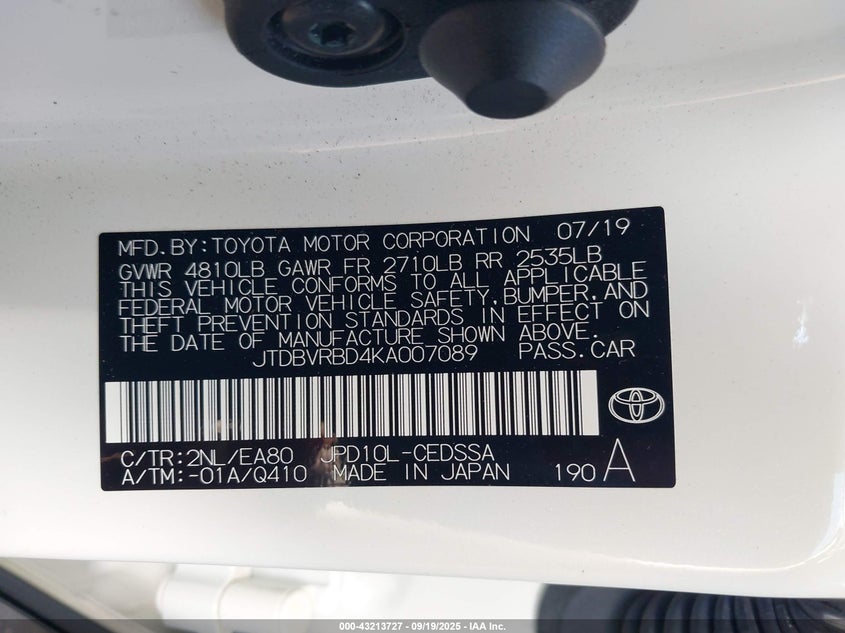 MFD.BY:TOYOTA MOTOR CORPORATION 07/19
GVWR 4810LB GAWR FR 2710LB RR 2535LB
THIS VEHICLE CONFORMS TO ALL APPLICABLE
FEDERAL MOTOR VEHICLE SAFETY,BUMPER,AND
THEFT PREVENTION STANDARDS IN EFFECT ON
THE DATE OF MANUFACTURE SHOWN ABOVE.
JTDBVRBD4KA007089 PASS.CAR
C/TR:2NL/EA80 JPD10L-CEDSSA
A/TM:-01A/Q410 MADE IN JAPAN 190 A
000-43213727 - 09/19/2025 - IAA Inc.